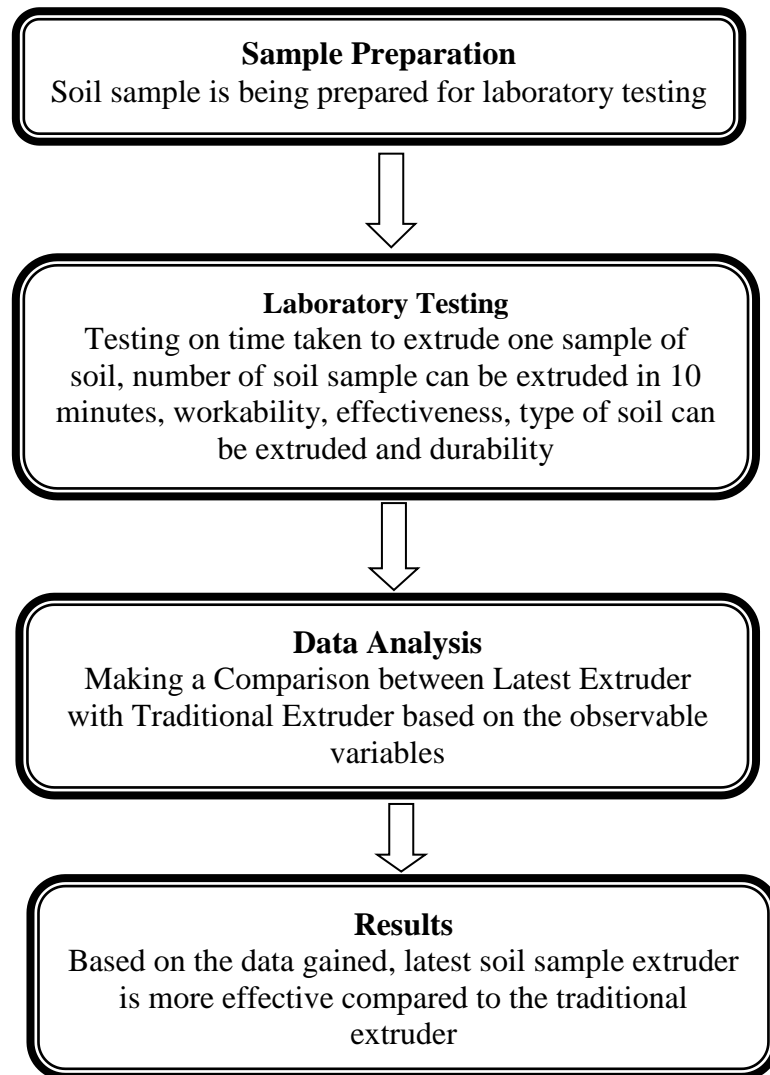 Sample Preparation
Soil sample is being prepared for laboratory testing
Laboratory Testing
Testing on time taken to extrude one sample of
soil, number of soil sample can be extruded in 10
minutes, workability, effectiveness, type of soil can
be extruded and durability
Data Analysis
Making a Comparison between Latest Extruder
with Traditional Extruder based on the observable
variables
Results
Based on the data gained, latest soil sample extruder
is more effective compared to the traditional
extruder